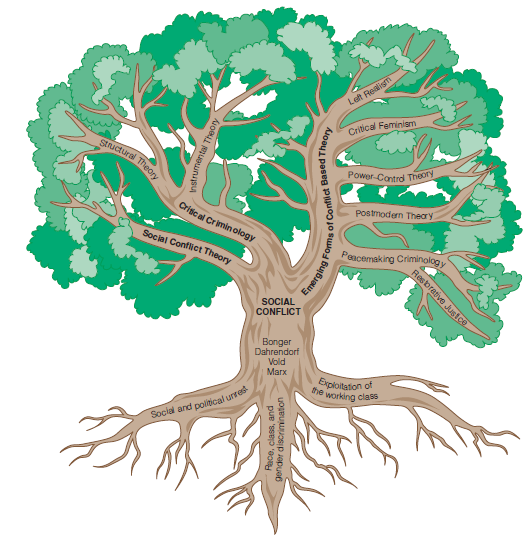 Left Realism
Critical Feminism
Power-Control Theory
Postmodern Theory
Peacemaking Criminology
Restorative Justice
Emerging Forms of Conflict Based Theory
Structural Theory
Instrumental Theory
Critical Criminology
Social Conflict Theory
SOCIAL
CONFLICT
Bonger
Dahrendorf
Vold
Marx
Social and political unrest
Race, class, and
gender discrimination
Exploitation of
the working class